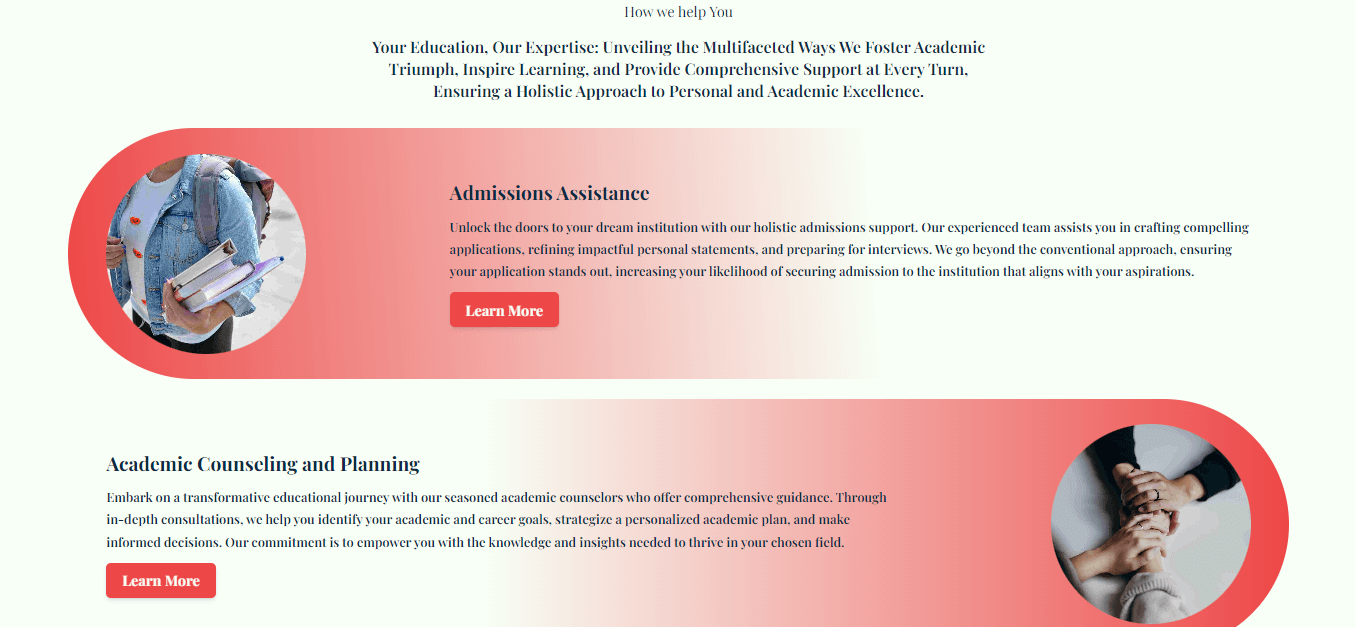 How we help You
Your Education, Our Expertise: Unveiling the Multifaceted Ways We Foster Academic
Triumph, Inspire Learning, and Provide Comprehensive Support at Every Turn,
Ensuring a Holistic Approach to Personal and Academic Excellence.
Admissions Assistance
Unlock the doors to your dream institution with our holistic admissions support. Our experienced team assists you in crafting compelling
applications, refining impactful personal statements, and preparing for interviews. We go beyond the conventional approach, ensuring
your application stands out, increasing your likelihood of securing admission to the institution that aligns with your aspirations.
Learn More
Academic Counseling and Planning
Embark on a transformative educational journey with our seasoned academic counselors who offer comprehensive guidance. Through
in-depth consultations, we help you identify your academic and career goals, strategize a personalized academic plan, and make
informed decisions. Our commitment is to empower you with the knowledge and insights needed to thrive in your chosen field.
Learn More